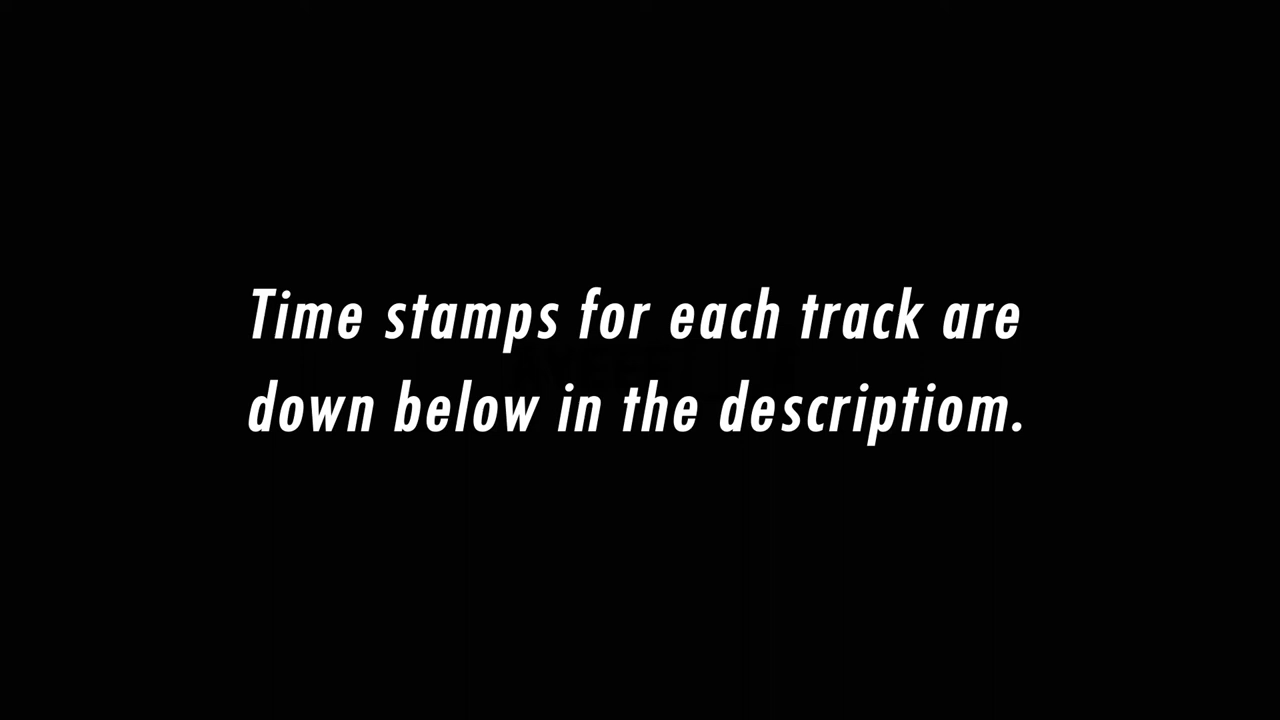 Time stamps for each track are
down below in the descriptiom.